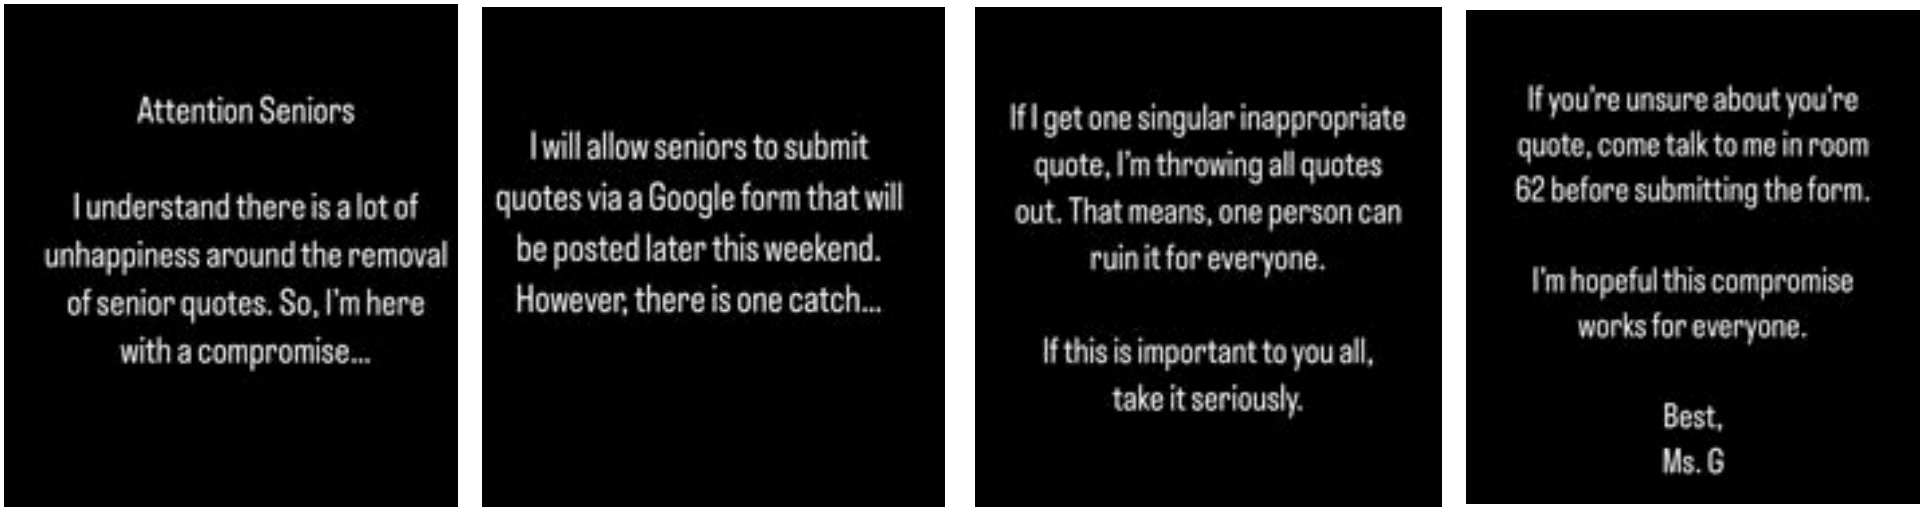 Attention Seniors
I understand there is a lot of
unhappiness around the removal
of senior quotes. So, I'm here
with a compromise...
I will allow seniors to submit
quotes via a Google form that will
be posted later this weekend.
However, there is one catch...
If I get one singular inappropriate
quote, I'm throwing all quotes
out. That means, one person can
ruin it for everyone.
If this is important to you all,
take it seriously.
If you're unsure about you're
quote, come talk to me in room
62 before submitting the form.
I'm hopeful this compromise
works for everyone.
Best,
Ms. G